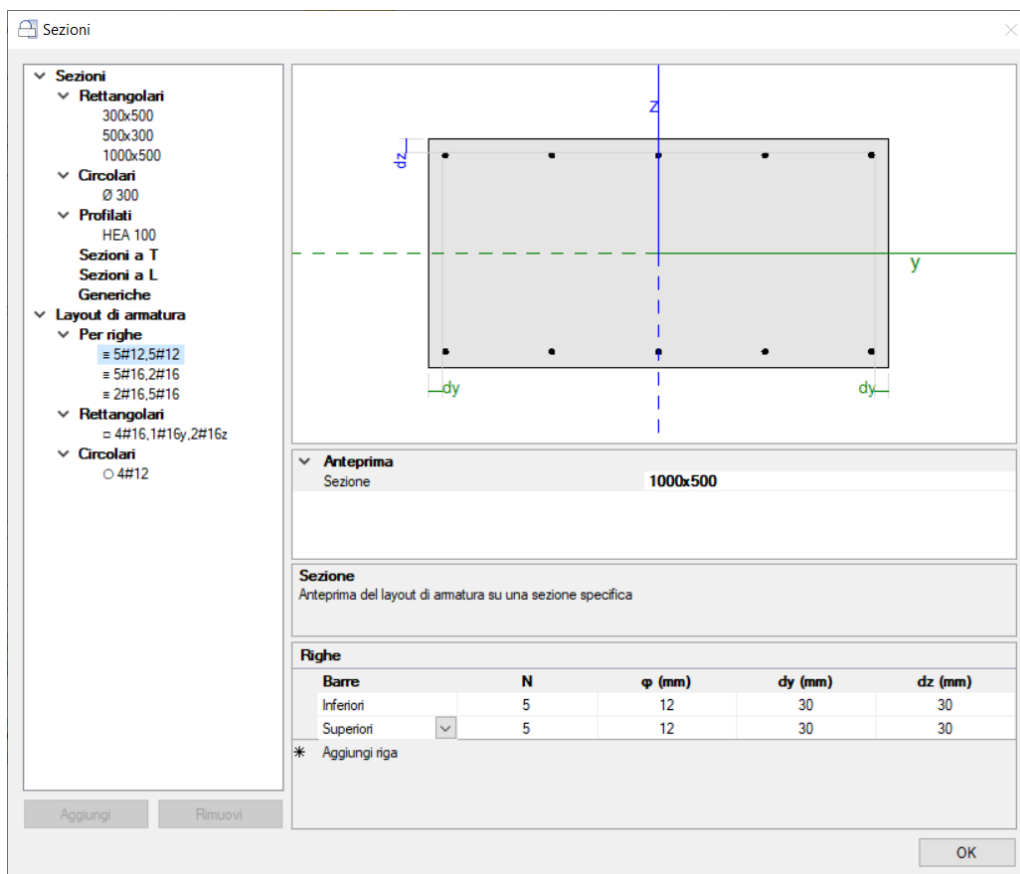 Sezioni
Sezioni
Rettangolari
300x500
500x300
1000x500
Circolari
Ø 300
Profilati
HEA 100
Sezioni a T
Sezioni a L
Generiche
Layout di armatura
Per righe
≡ 5#12,5#12
≡ 5#16,2#16
≡ 2#16,5#16
Rettangolari
□ 4#16,1#16y,2#16z
Circolari
○ 4#12
Aggiungi Rimuovi
z
dz
y
dy dy
Anteprima
Sezione 1000x500
Sezione
Anteprima del layout di armatura su una sezione specifica
Righe
Barre N φ (mm) dy (mm) dz (mm)
Inferiori 5 12 30 30
Superiori 5 12 30 30
✳ Aggiungi riga
OK